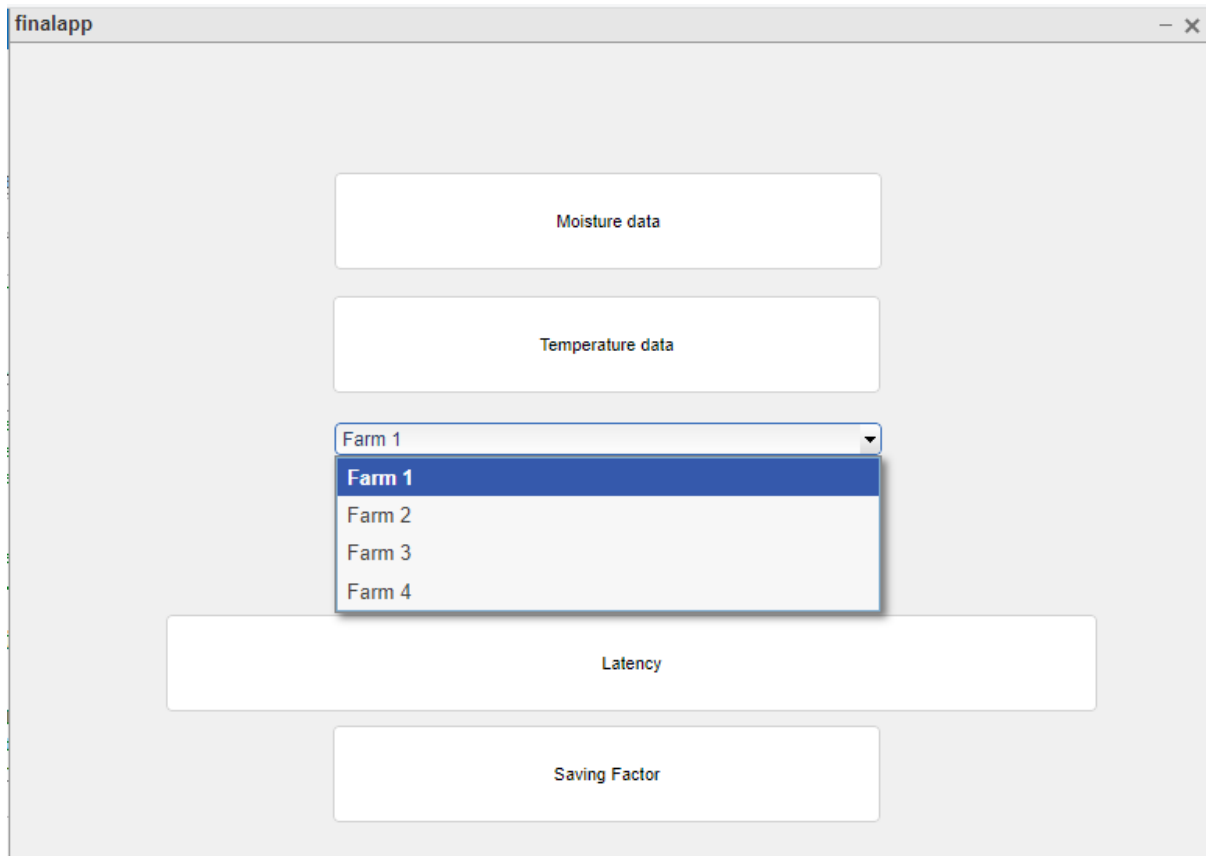 finalapp
Moisture data
Temperature data
Farm 1
Farm 1
Farm 2
Farm 3
Farm 4
Latency
Saving Factor